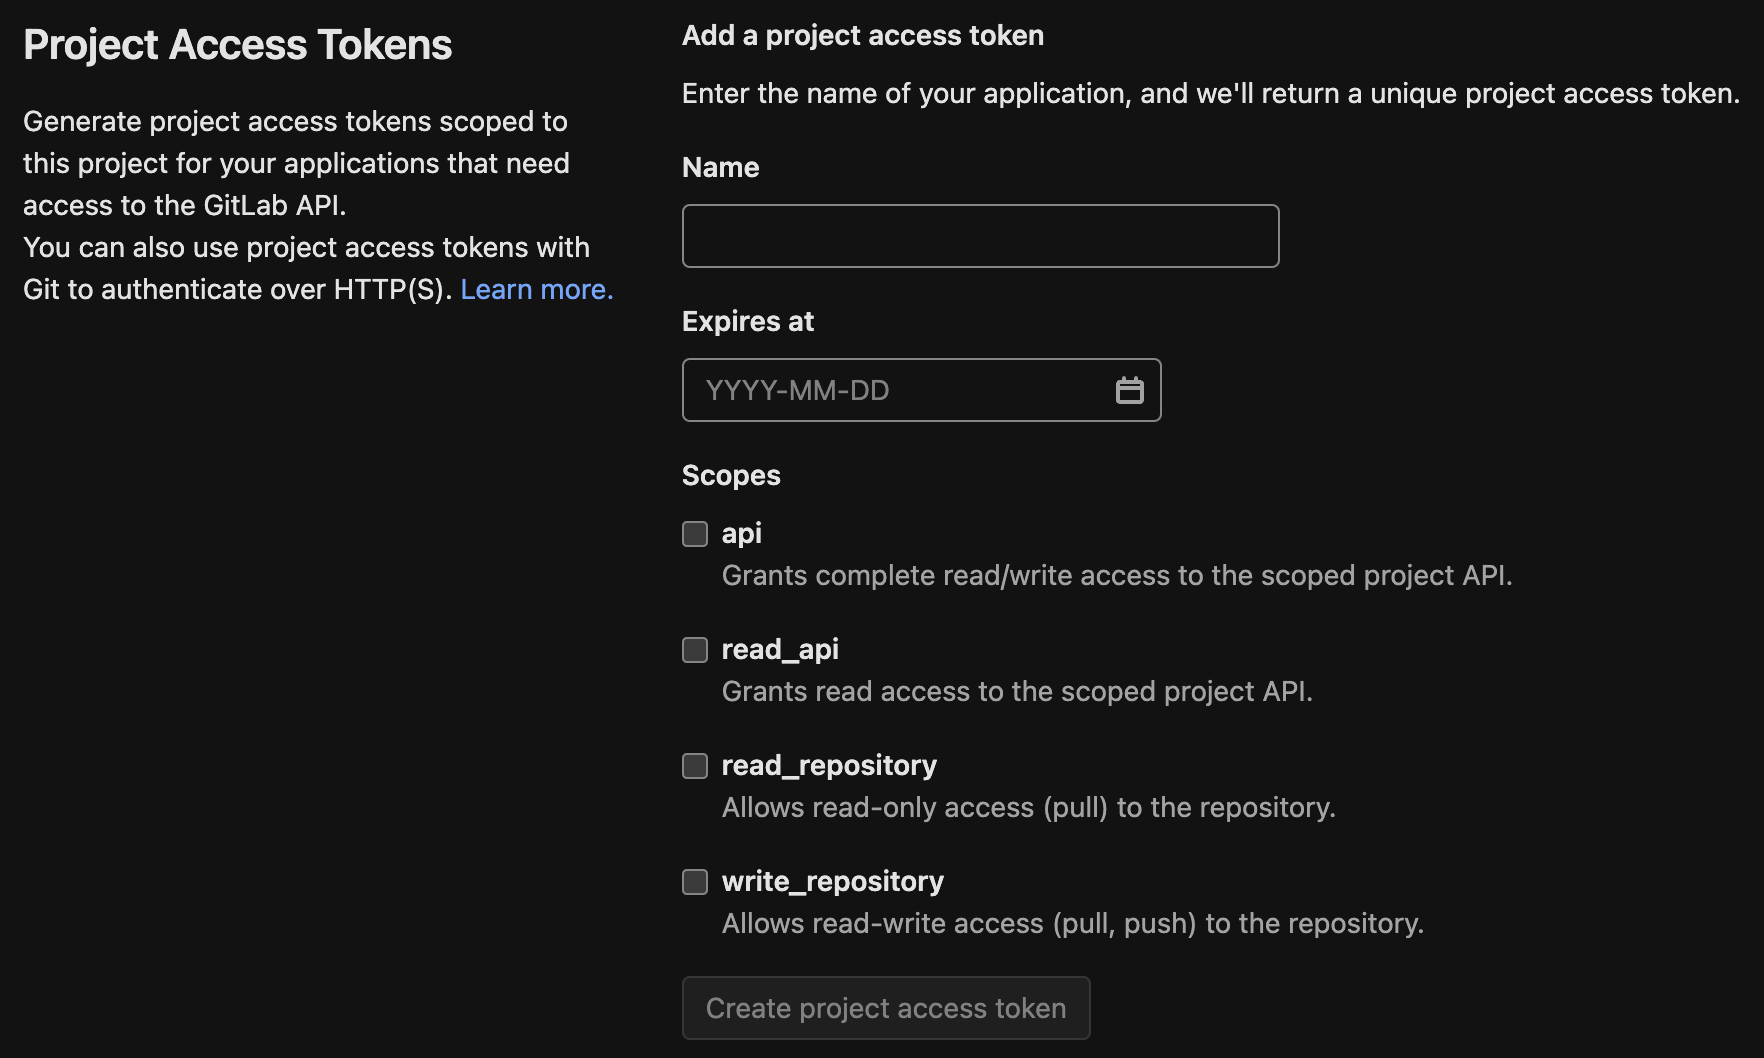 Project Access Tokens
Generate project access tokens scoped to
this project for your applications that need
access to the GitLab API.
You can also use project access tokens with
Git to authenticate over HTTP(S). Learn more.
Add a project access token
Enter the name of your application, and we'll return a unique project access token.
Name
Expires at
YYYY-MM-DD
Scopes
api
Grants complete read/write access to the scoped project API.
read_api
Grants read access to the scoped project API.
read_repository
Allows read-only access (pull) to the repository.
write_repository
Allows read-write access (pull, push) to the repository.
Create project access token